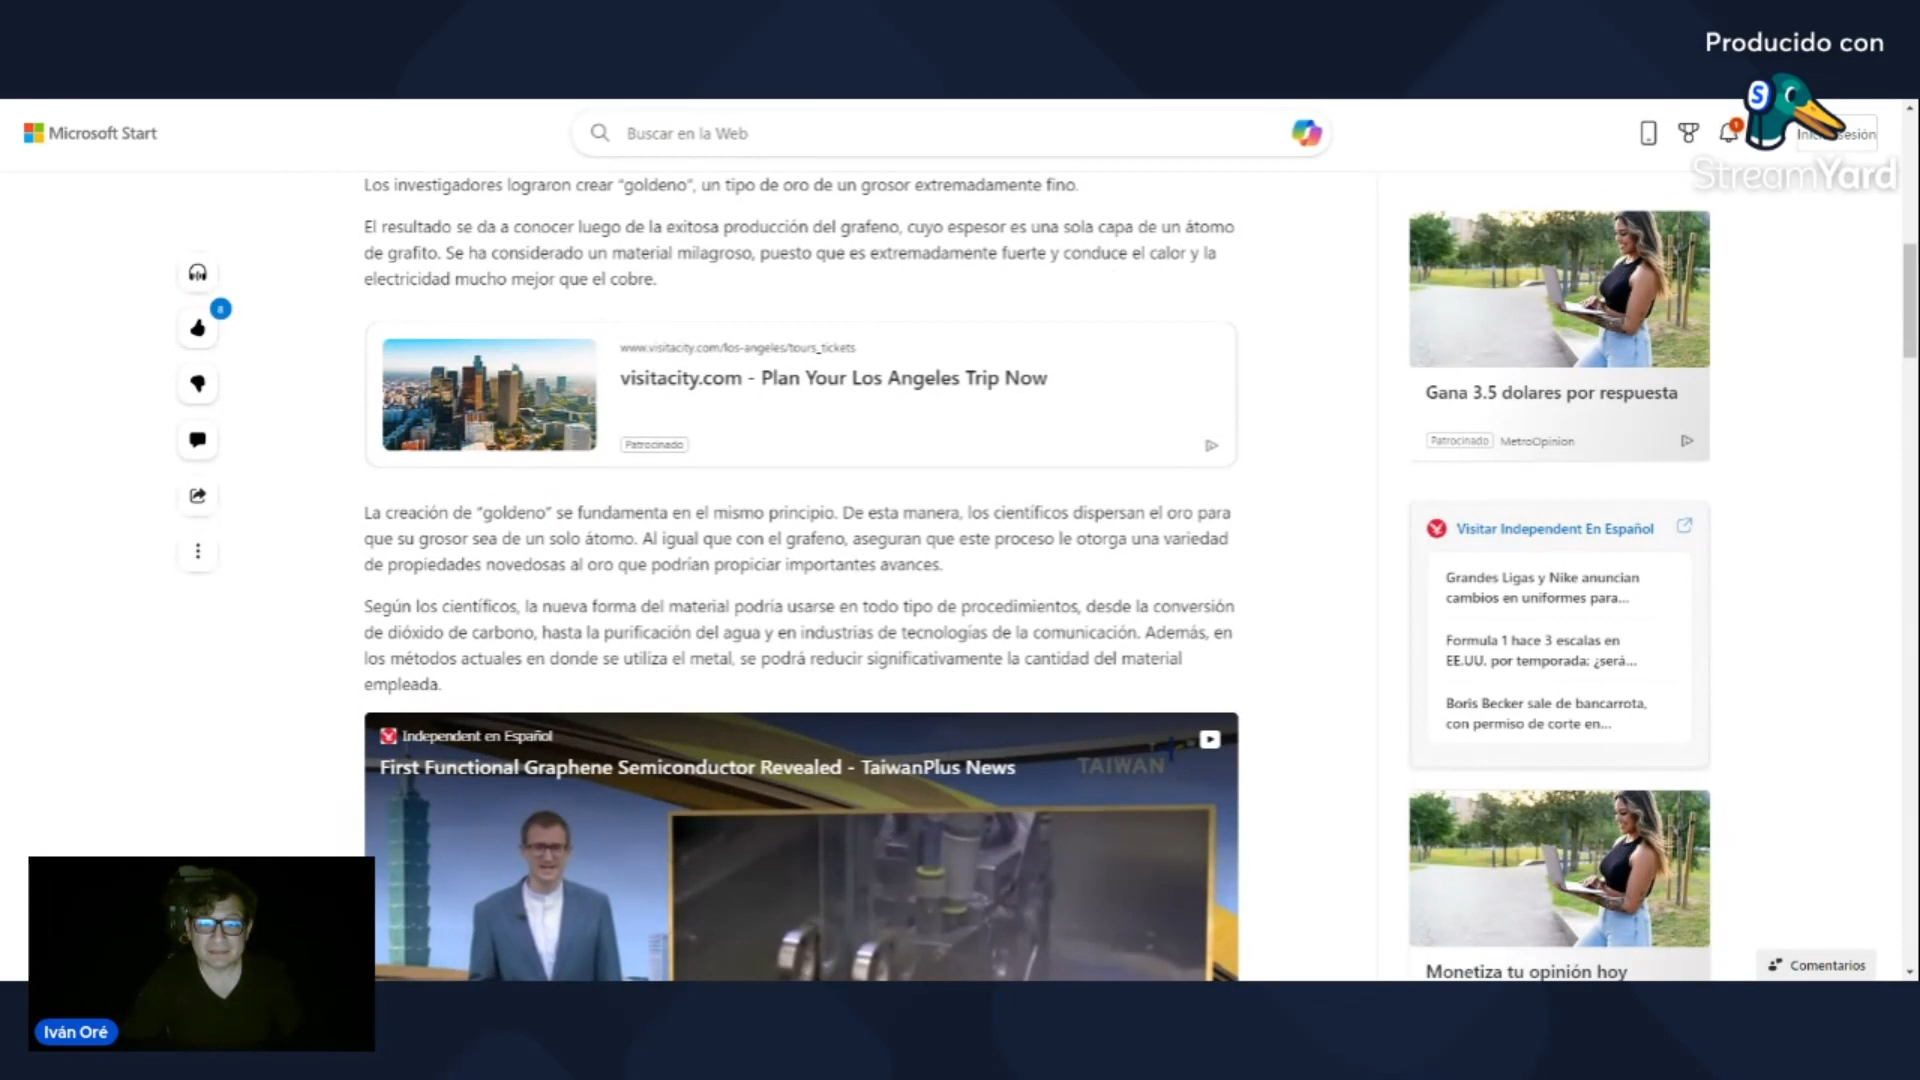 Producido con
StreamYard
Microsoft Start
Buscar en la Web
Los investigadores lograron crear “goldeno”, un tipo de oro de un grosor extremadamente fino.
El resultado se da a conocer luego de la exitosa producción del grafeno, cuyo espesor es una sola capa de un átomo
de grafito. Se ha considerado un material milagroso, puesto que es extremadamente fuerte y conduce el calor y la
electricidad mucho mejor que el cobre.
8
www.visitacity.com/los-angeles/tours_tickets
visitacity.com - Plan Your Los Angeles Trip Now
Patrocinado
La creación de “goldeno” se fundamenta en el mismo principio. De esta manera, los científicos dispersan el oro para
que su grosor sea de un solo átomo. Al igual que con el grafeno, aseguran que este proceso le otorga una variedad
de propiedades novedosas al oro que podrían propiciar importantes avances.
Según los científicos, la nueva forma del material podría usarse en todo tipo de procedimientos, desde la conversión
de dióxido de carbono, hasta la purificación del agua y en industrias de tecnologías de la comunicación. Además, en
los métodos actuales en donde se utiliza el metal, se podrá reducir significativamente la cantidad del material
empleada.
Independent en Español
First Functional Graphene Semiconductor Revealed - TaiwanPlus News
TAIWAN
Gana 3.5 dolares por respuesta
Patrocinado MetroOpinion
Visitar Independent En Español
Grandes Ligas y Nike anuncian
cambios en uniformes para...
Formula 1 hace 3 escalas en
EE.UU. por temporada: ¿será...
Boris Becker sale de bancarrota,
con permiso de corte en...
Monetiza tu opinión hoy
Comentarios
Iván Oré